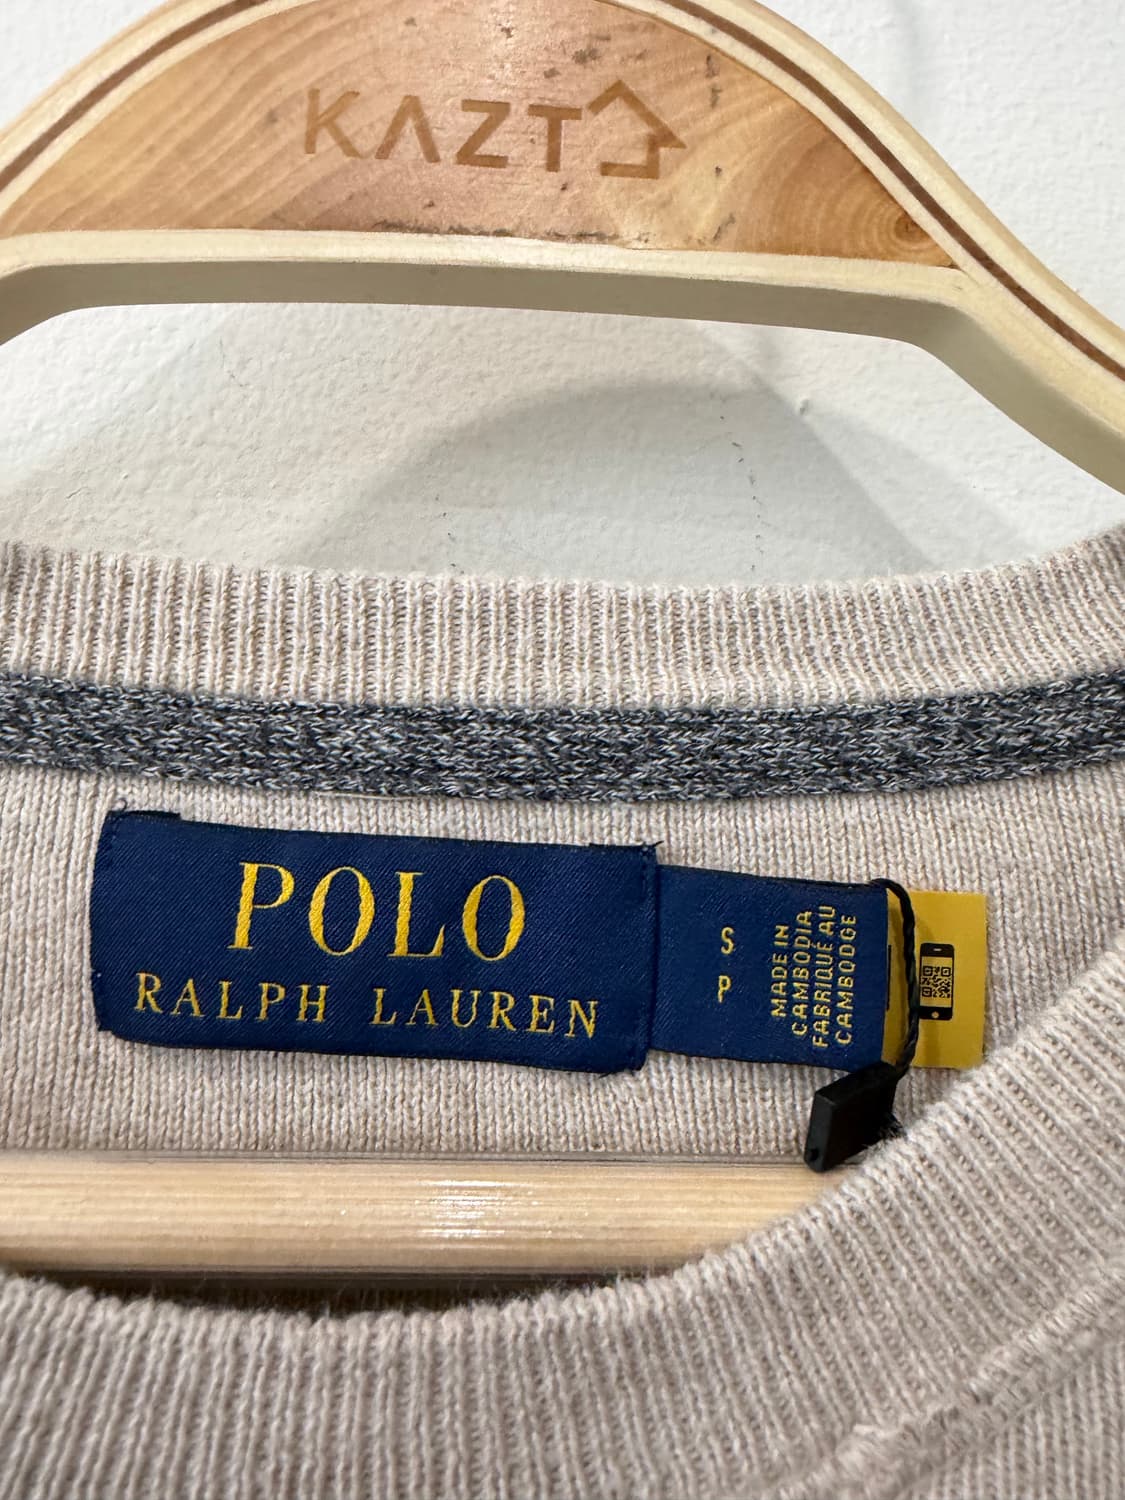 KAZT
POLO
RALPH LAUREN
S
P
MADE IN
CAMBODIA
FABRIQUÉ AU
CAMBODGE